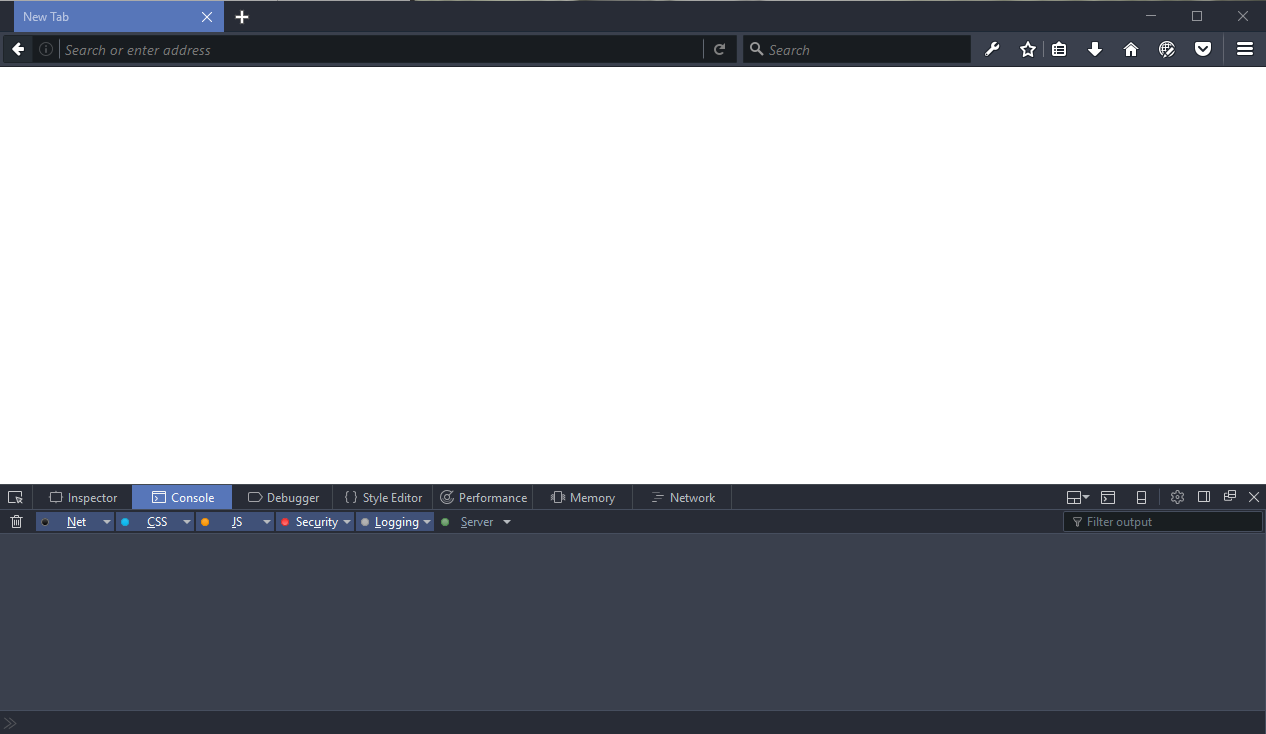 New Tab
Search or enter address
Search
Inspector
Console
Debugger
Style Editor
Performance
Memory
Network
Net
CSS
JS
Security
Logging
Server
Filter output